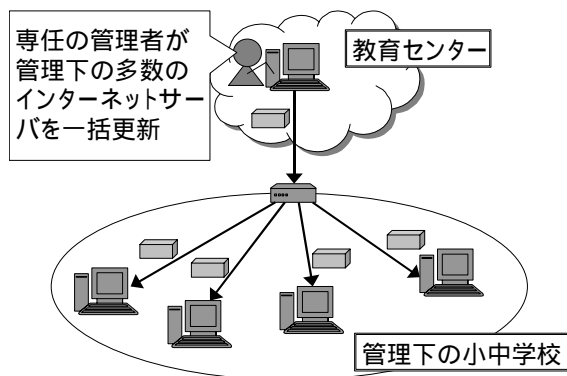 専任の管理者が
管理下の多数の
インターネットサー
バを一括更新
教育センター
管理下の小中学校